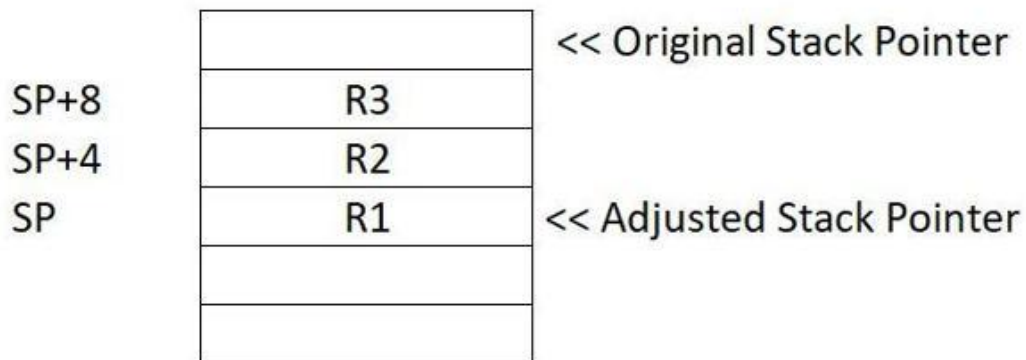 << Original Stack Pointer
SP+8 R3
SP+4 R2
SP R1 << Adjusted Stack Pointer